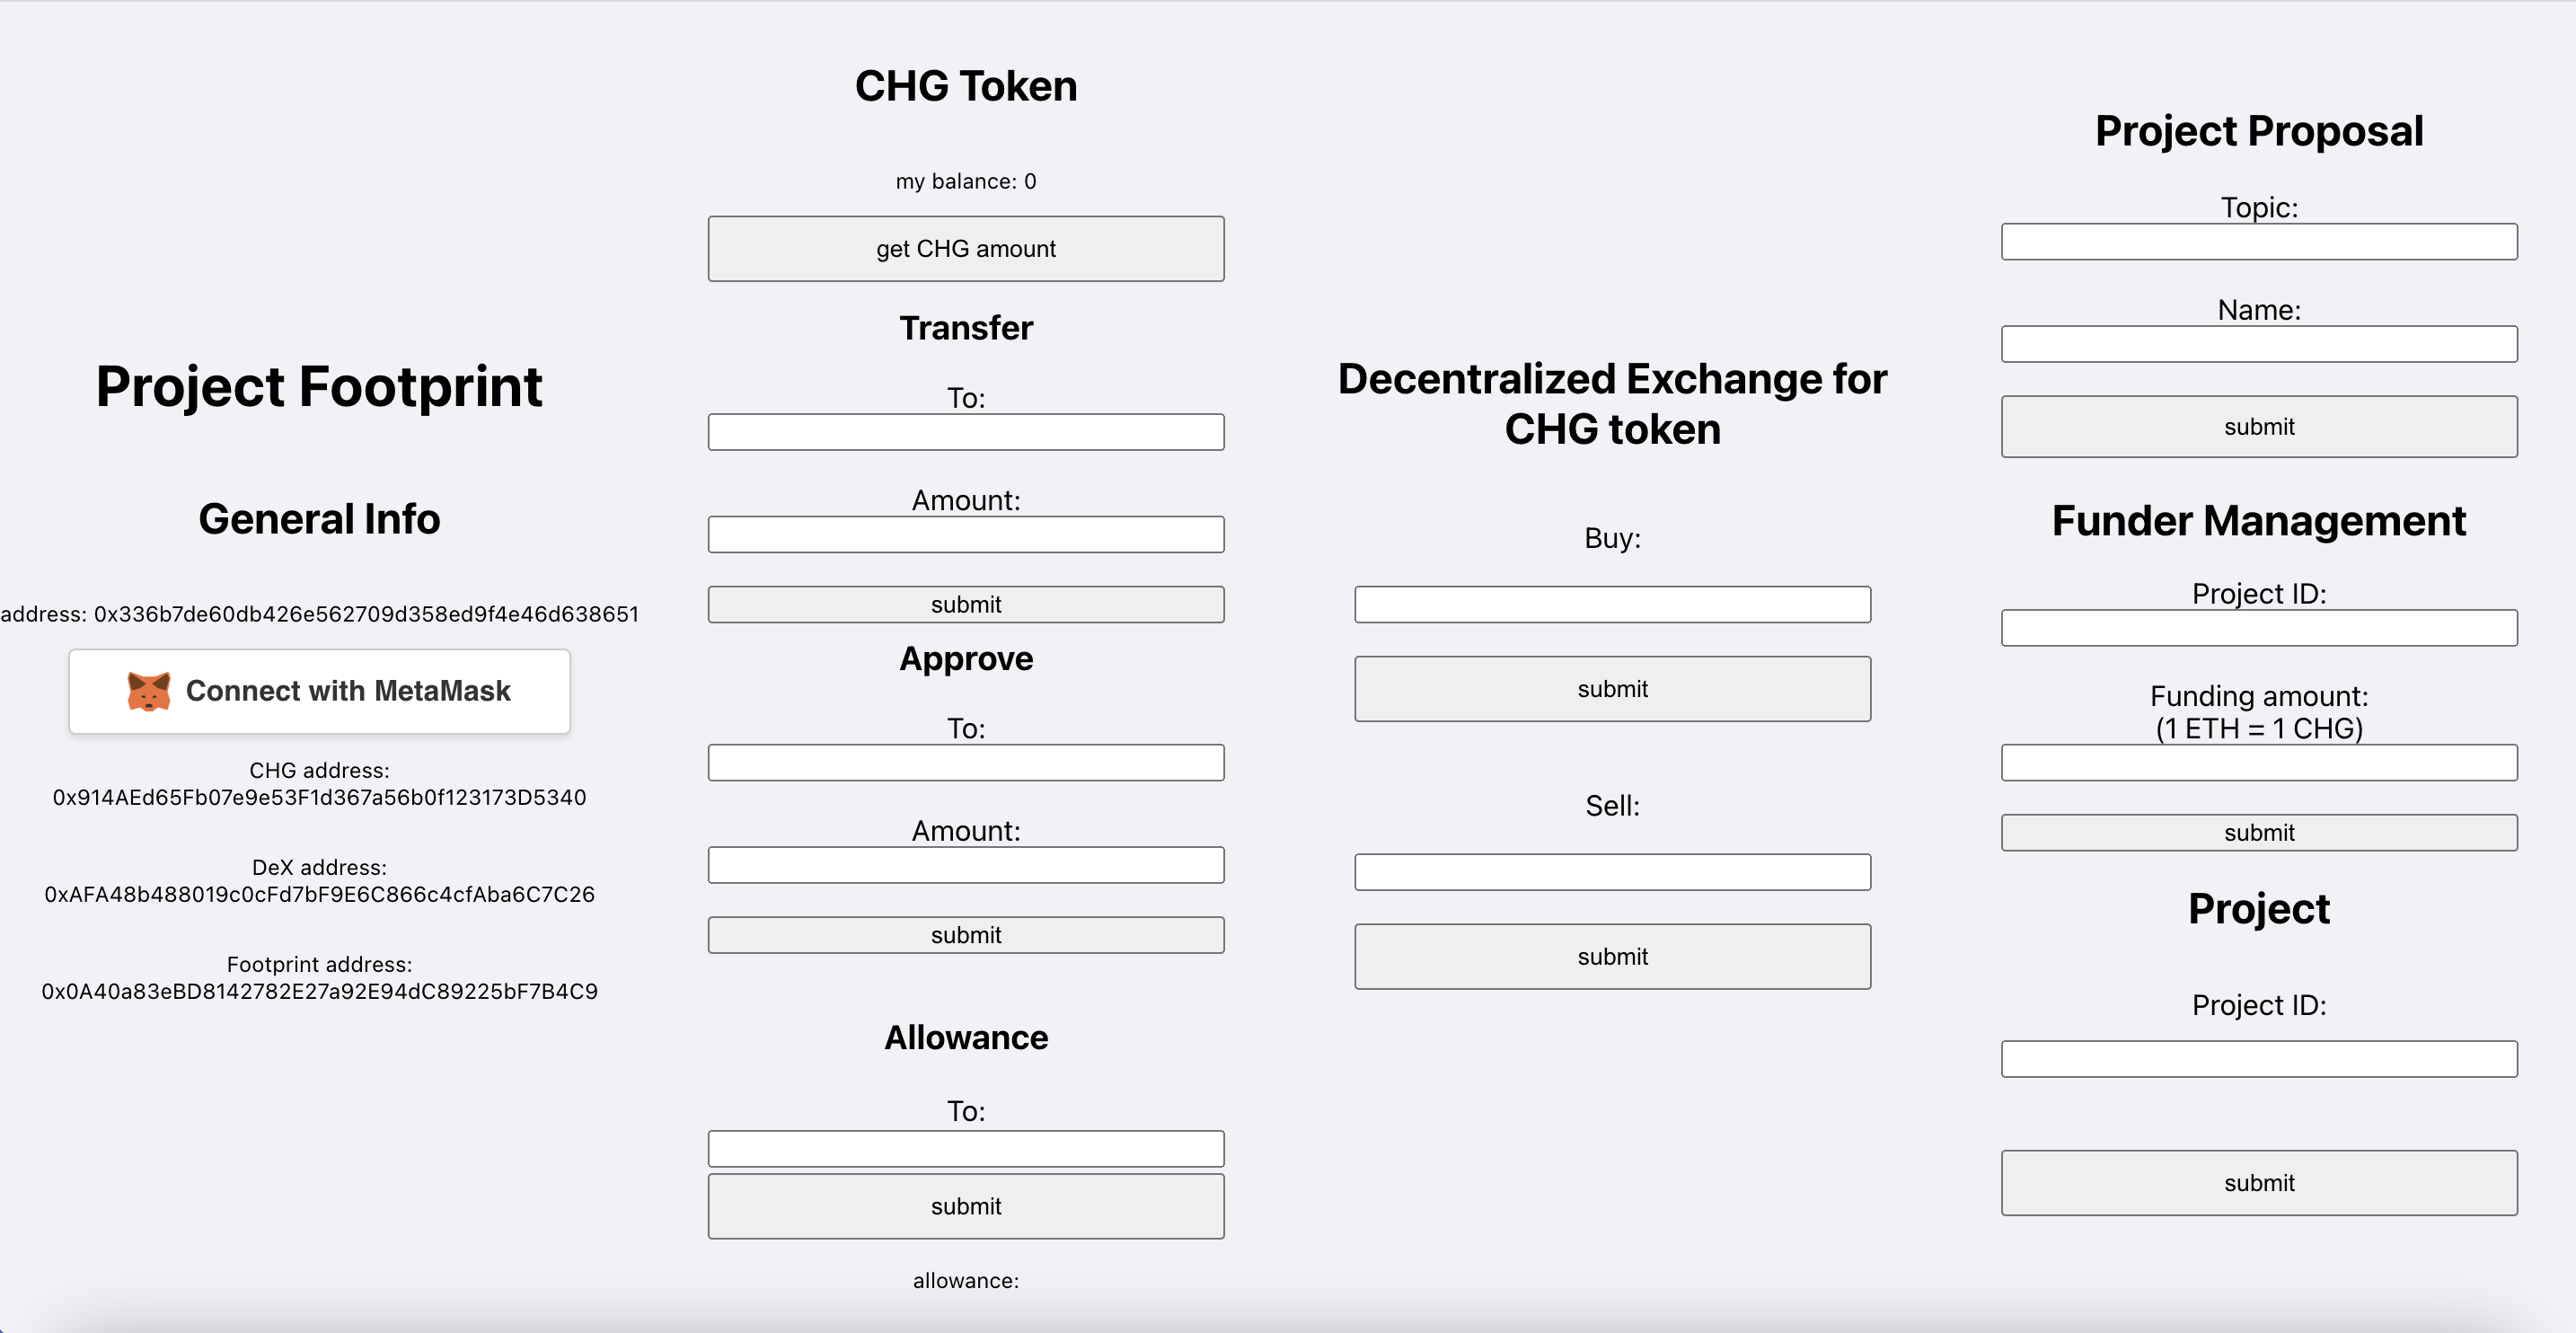 Project Footprint
General Info
address: 0x336b7de60db426e562709d358ed9f4e46d638651
Connect with MetaMask
CHG address:
0x914AEd65Fb07e9e53F1d367a56b0f123173D5340
DeX address:
0xAFA48b488019c0cFd7bF9E6C866c4cfAba6C7C26
Footprint address:
0x0A40a83eBD8142782E27a92E94dC89225bF7B4C9
CHG Token
my balance: 0
get CHG amount
Transfer
To:
Amount:
submit
Approve
To:
Amount:
submit
Allowance
To:
submit
allowance:
Decentralized Exchange for
CHG token
Buy:
submit
Sell:
submit
Project Proposal
Topic:
Name:
submit
Funder Management
Project ID:
Funding amount:
(1 ETH = 1 CHG)
submit
Project
Project ID:
submit